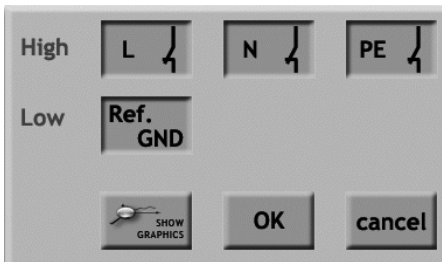 High L N PE
Low Ref.
GND
SHOW
GRAPHICS OK cancel